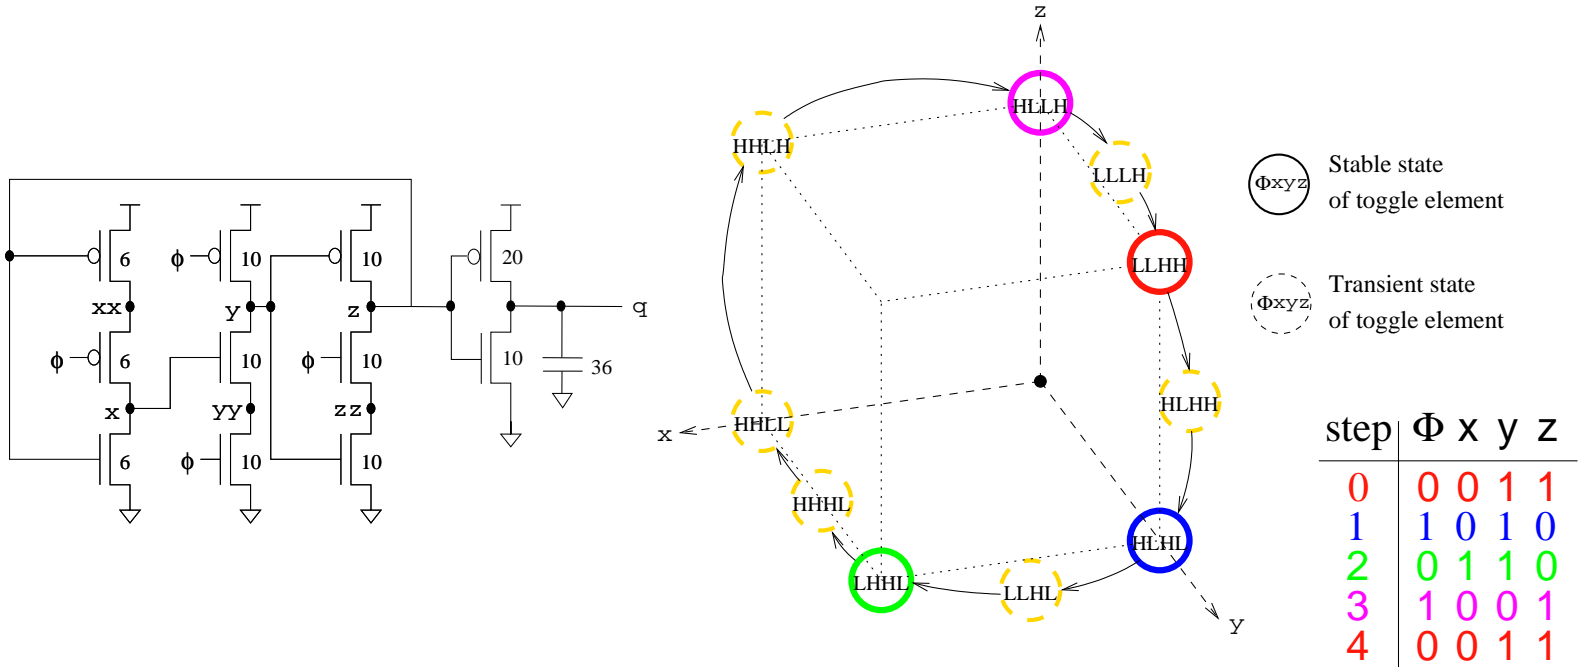 6
ϕ
10
10
20
xx
y
z
q
ϕ
6
10
ϕ
10
10
36
x
yy
zz
6
ϕ
10
10
z
HLLH
HHLH
LLLH
LLHH
HLHH
HHLL
x
HHHL
HLHL
LHHL
LLHL
y
Φxyz
Stable state
of toggle element
Φxyz
Transient state
of toggle element
step Φ x y z
0 0 0 1 1
1 1 0 1 0
2 0 1 1 0
3 1 0 0 1
4 0 0 1 1